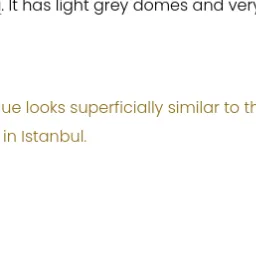 . It has light grey domes and very
ue looks superficially similar to th
in Istanbul.